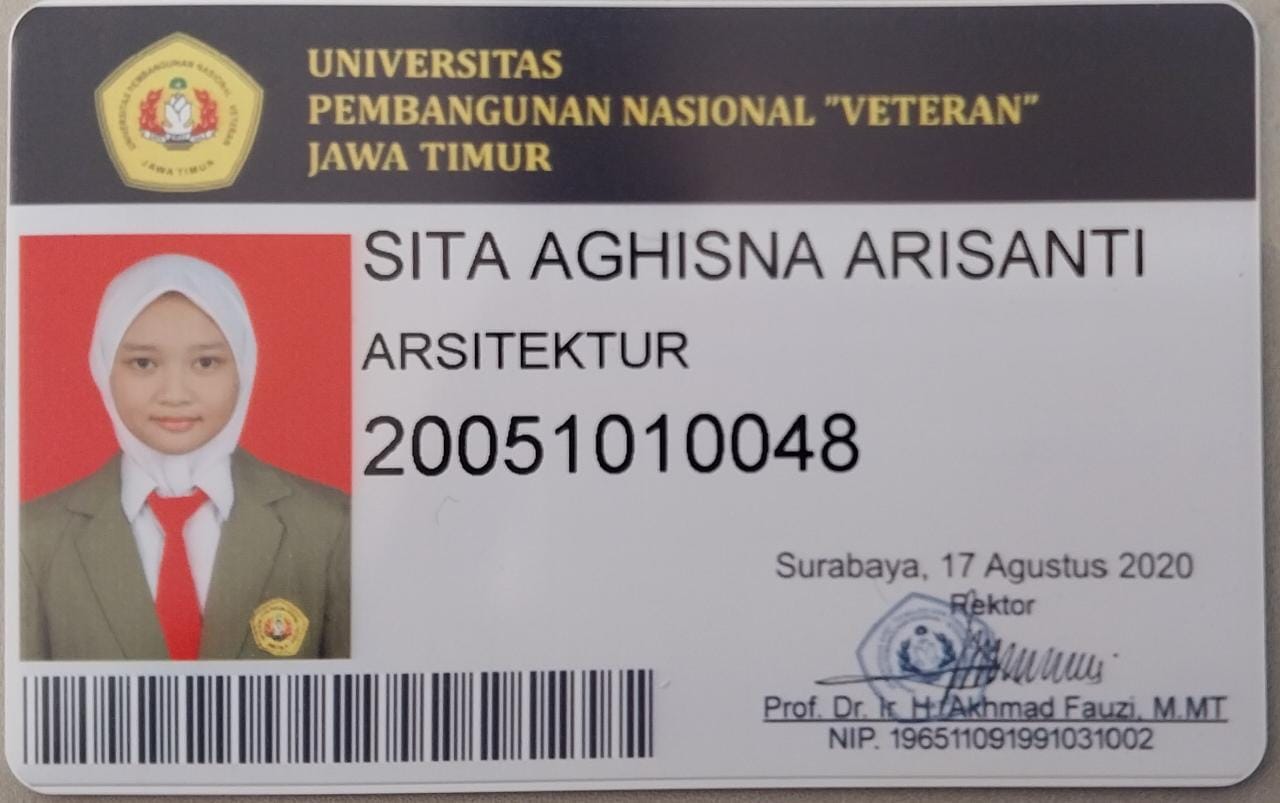 UNIVERSITAS
PEMBANGUNAN NASIONAL "VETERAN"
JAWA TIMUR
UNIVERSITAS PEMBANGUNAN NASIONAL VETERAN
JAWA TIMUR
SITA AGHISNA ARISANTI
ARSITEKTUR
20051010048
Surabaya, 17 Agustus 2020
Rektor
Prof. Dr. Ir. H. Akhmad Fauzi, M.MT
NIP. 196511091991031002